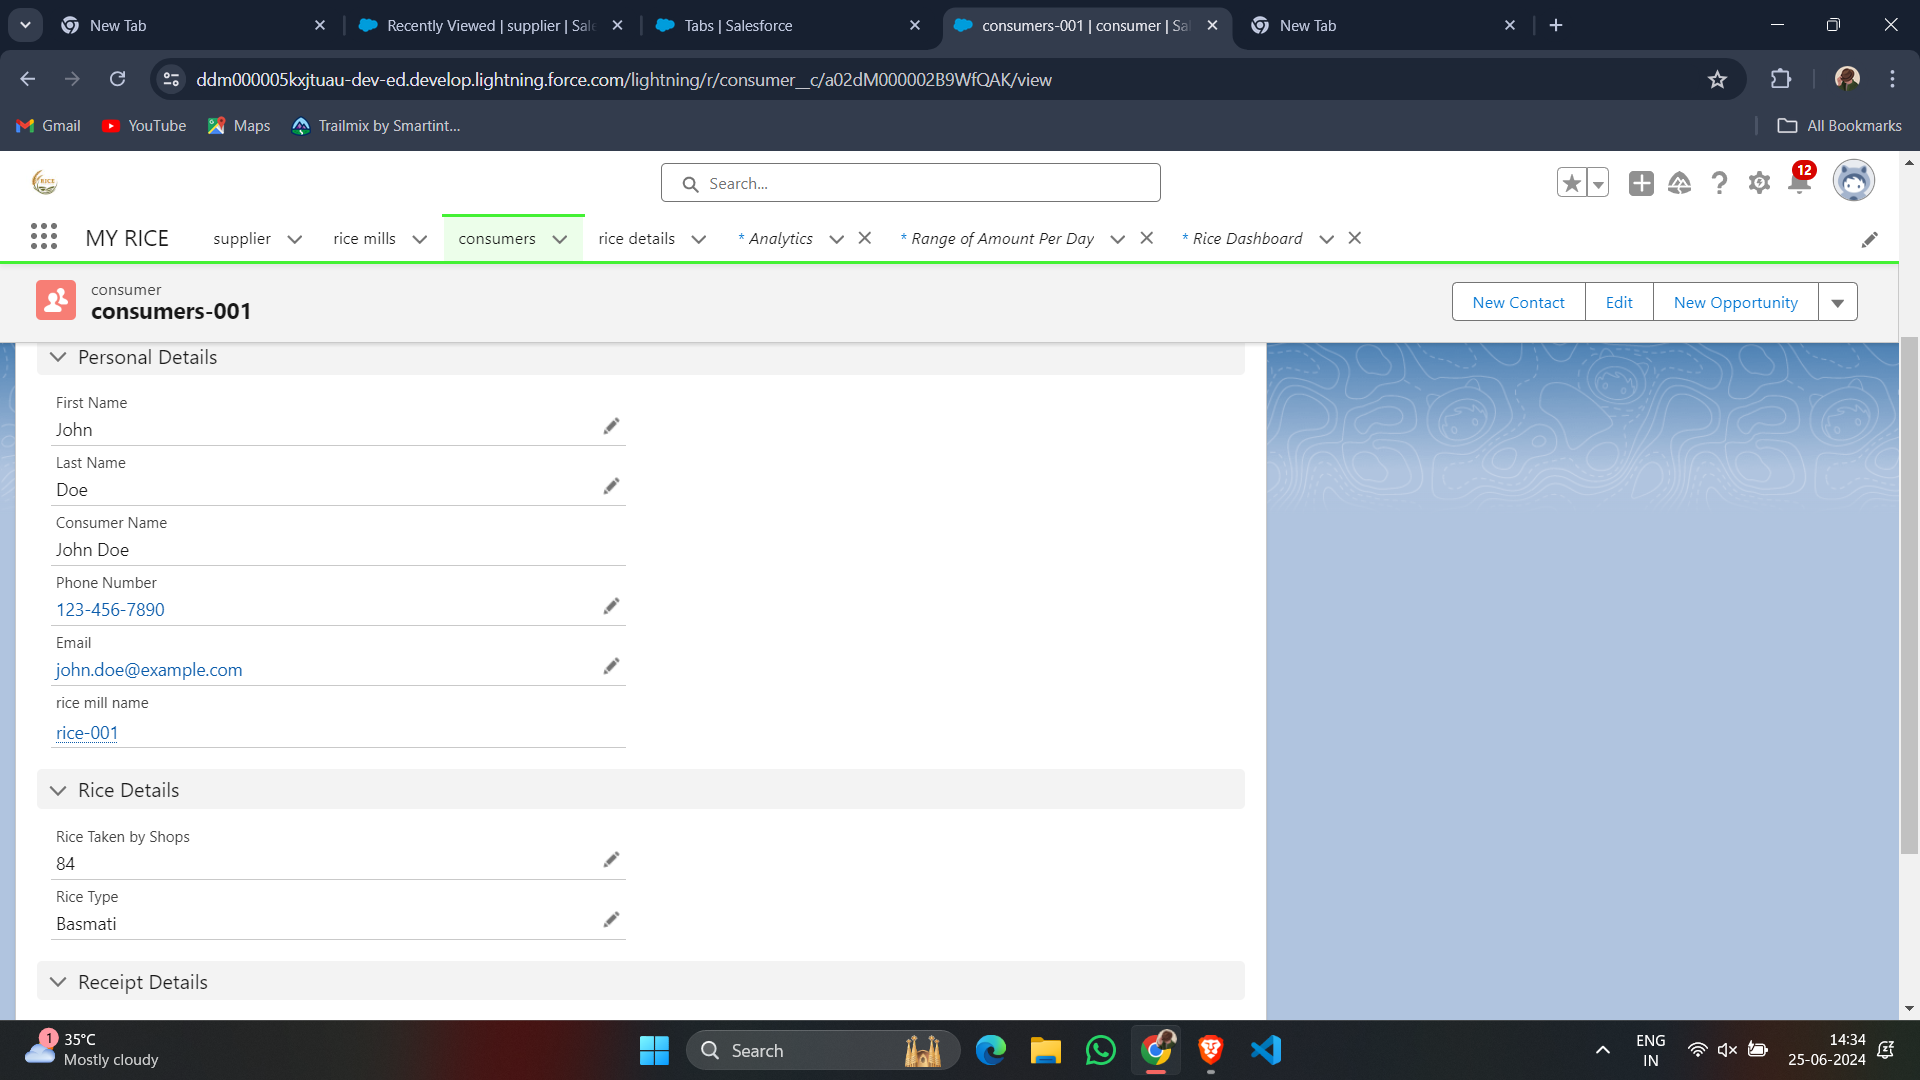 New Tab
Recently Viewed | supplier | Sale
Tabs | Salesforce
consumers-001 | consumer | Sa
New Tab
ddm000005kxjtuau-dev-ed.develop.lightning.force.com/lightning/r/consumer__c/a02dM000002B9WfQAK/view
Gmail
YouTube
Maps
Trailmix by Smartint...
All Bookmarks
RICE
Search...
12
MY RICE
supplier
rice mills
consumers
rice details
* Analytics
* Range of Amount Per Day
* Rice Dashboard
consumer
consumers-001
New Contact
Edit
New Opportunity
Personal Details
First Name
John
Last Name
Doe
Consumer Name
John Doe
Phone Number
123-456-7890
Email
john.doe@example.com
rice mill name
rice-001
Rice Details
Rice Taken by Shops
84
Rice Type
Basmati
Receipt Details
1
35°C
Mostly cloudy
Search
ENG
IN
14:34
25-06-2024